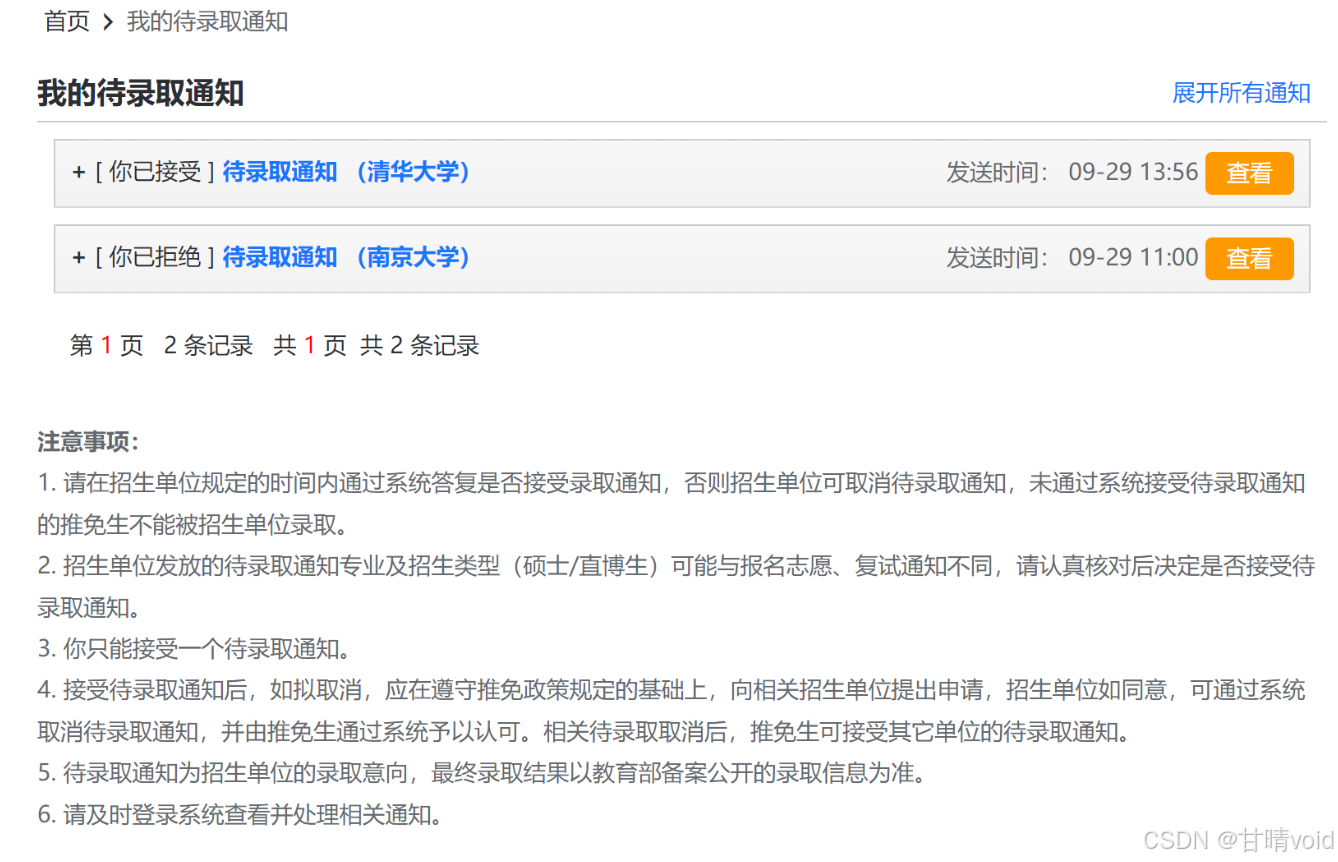 首页 > 我的待录取通知
我的待录取通知 展开所有通知
+ [ 你已接受 ] 待录取通知 （清华大学） 发送时间： 09-29 13:56 查看
+ [ 你已拒绝 ] 待录取通知 （南京大学） 发送时间： 09-29 11:00 查看
第 1 页 2 条记录 共 1 页 共 2 条记录
注意事项：
1. 请在招生单位规定的时间内通过系统答复是否接受录取通知，否则招生单位可取消待录取通知，未通过系统接受待录取通知
的推免生不能被招生单位录取。
2. 招生单位发放的待录取通知专业及招生类型（硕士/直博生）可能与报名志愿、复试通知不同，请认真核对后决定是否接受待
录取通知。
3. 你只能接受一个待录取通知。
4. 接受待录取通知后，如拟取消，应在遵守推免政策规定的基础上，向相关招生单位提出申请，招生单位如同意，可通过系统
取消待录取通知，并由推免生通过系统予以认可。相关待录取取消后，推免生可接受其它单位的待录取通知。
5. 待录取通知为招生单位的录取意向，最终录取结果以教育部备案公开的录取信息为准。
6. 请及时登录系统查看并处理相关通知。
CSDN @甘晴void